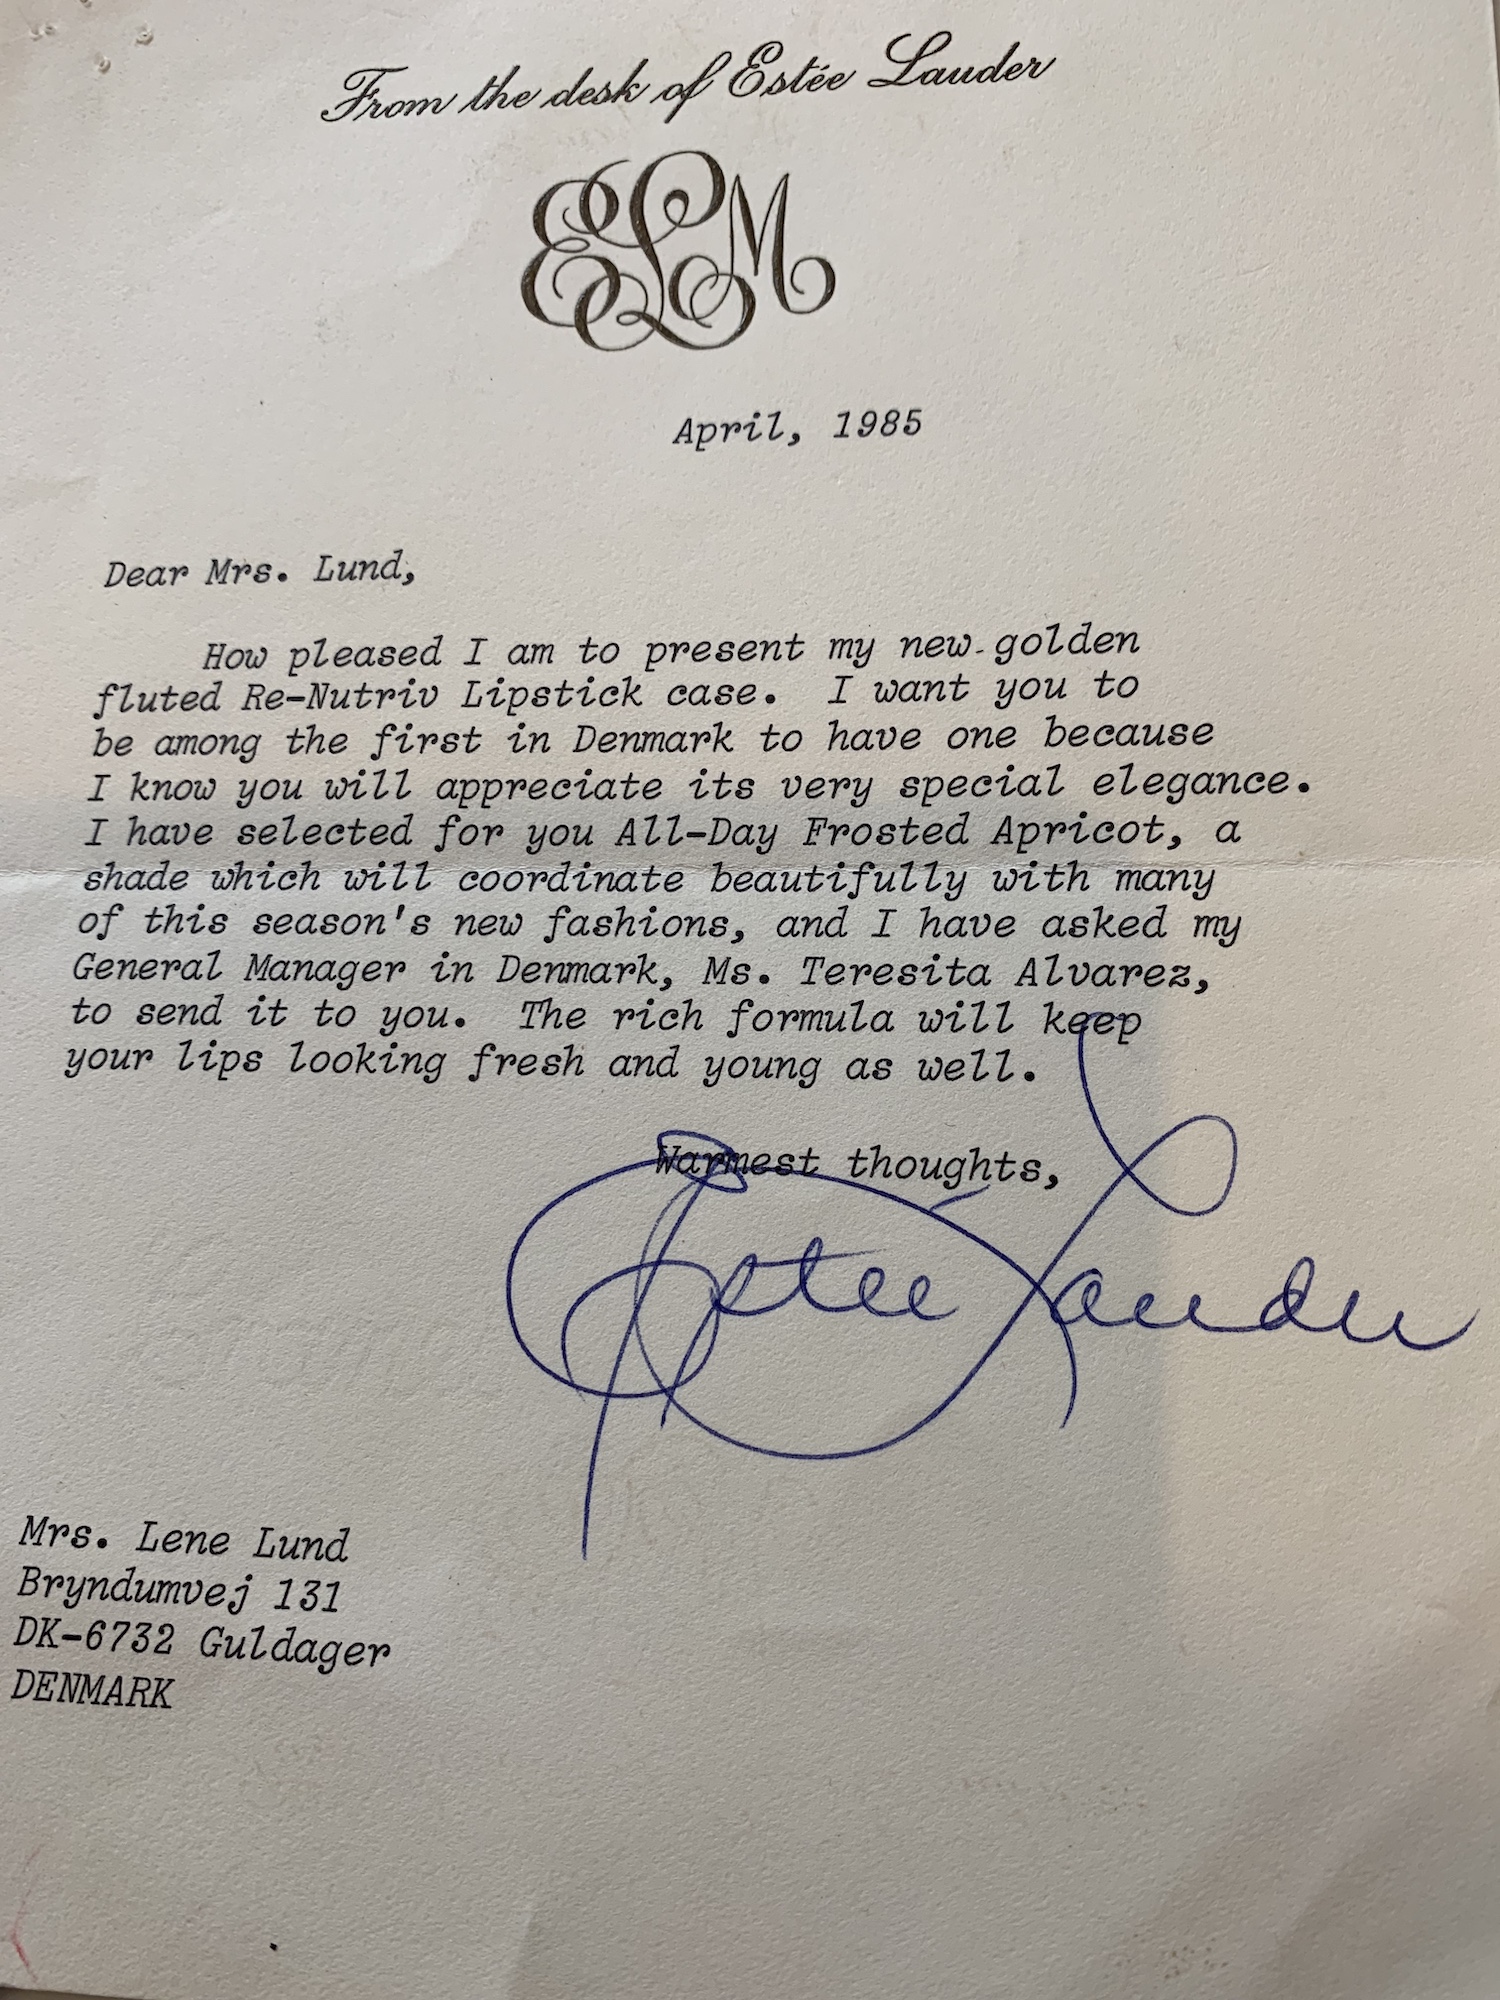 From the desk of Estée Lauder
ELM
April, 1985
Dear Mrs. Lund,
How pleased I am to present my new golden
fluted Re-Nutriv Lipstick case. I want you to
be among the first in Denmark to have one because
I know you will appreciate its very special elegance.
I have selected for you All-Day Frosted Apricot, a
shade which will coordinate beautifully with many
of this season's new fashions, and I have asked my
General Manager in Denmark, Ms. Teresita Alvarez,
to send it to you. The rich formula will keep
your lips looking fresh and young as well.
Warmest thoughts,
Estée Lauder
Mrs. Lene Lund
Bryndumvej 131
DK-6732 Guldager
DENMARK